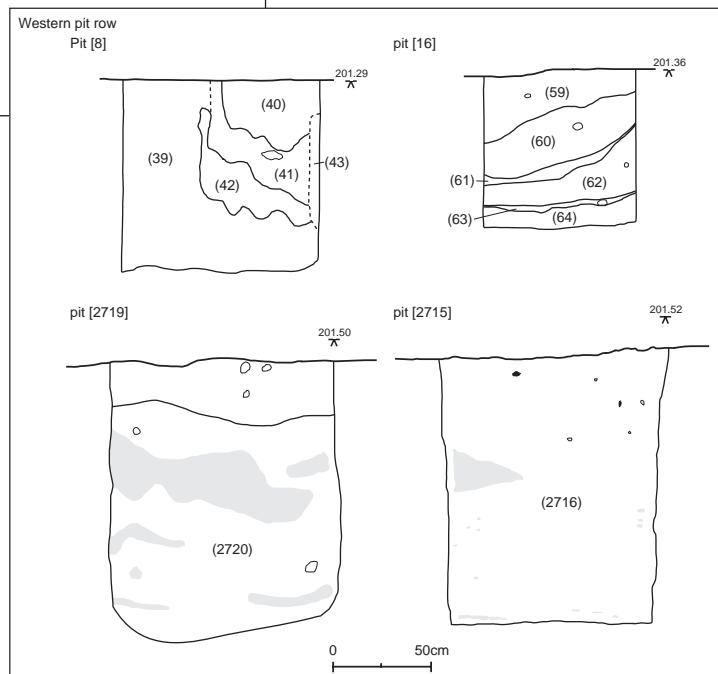 Western pit row
Pit [8]
201.29
(39)
(40)
(41)
(42)
(43)
pit [16]
201.36
(59)
(60)
(61)
(62)
(63)
(64)
pit [2719]
201.50
(2720)
pit [2715]
201.52
(2716)
0 50cm